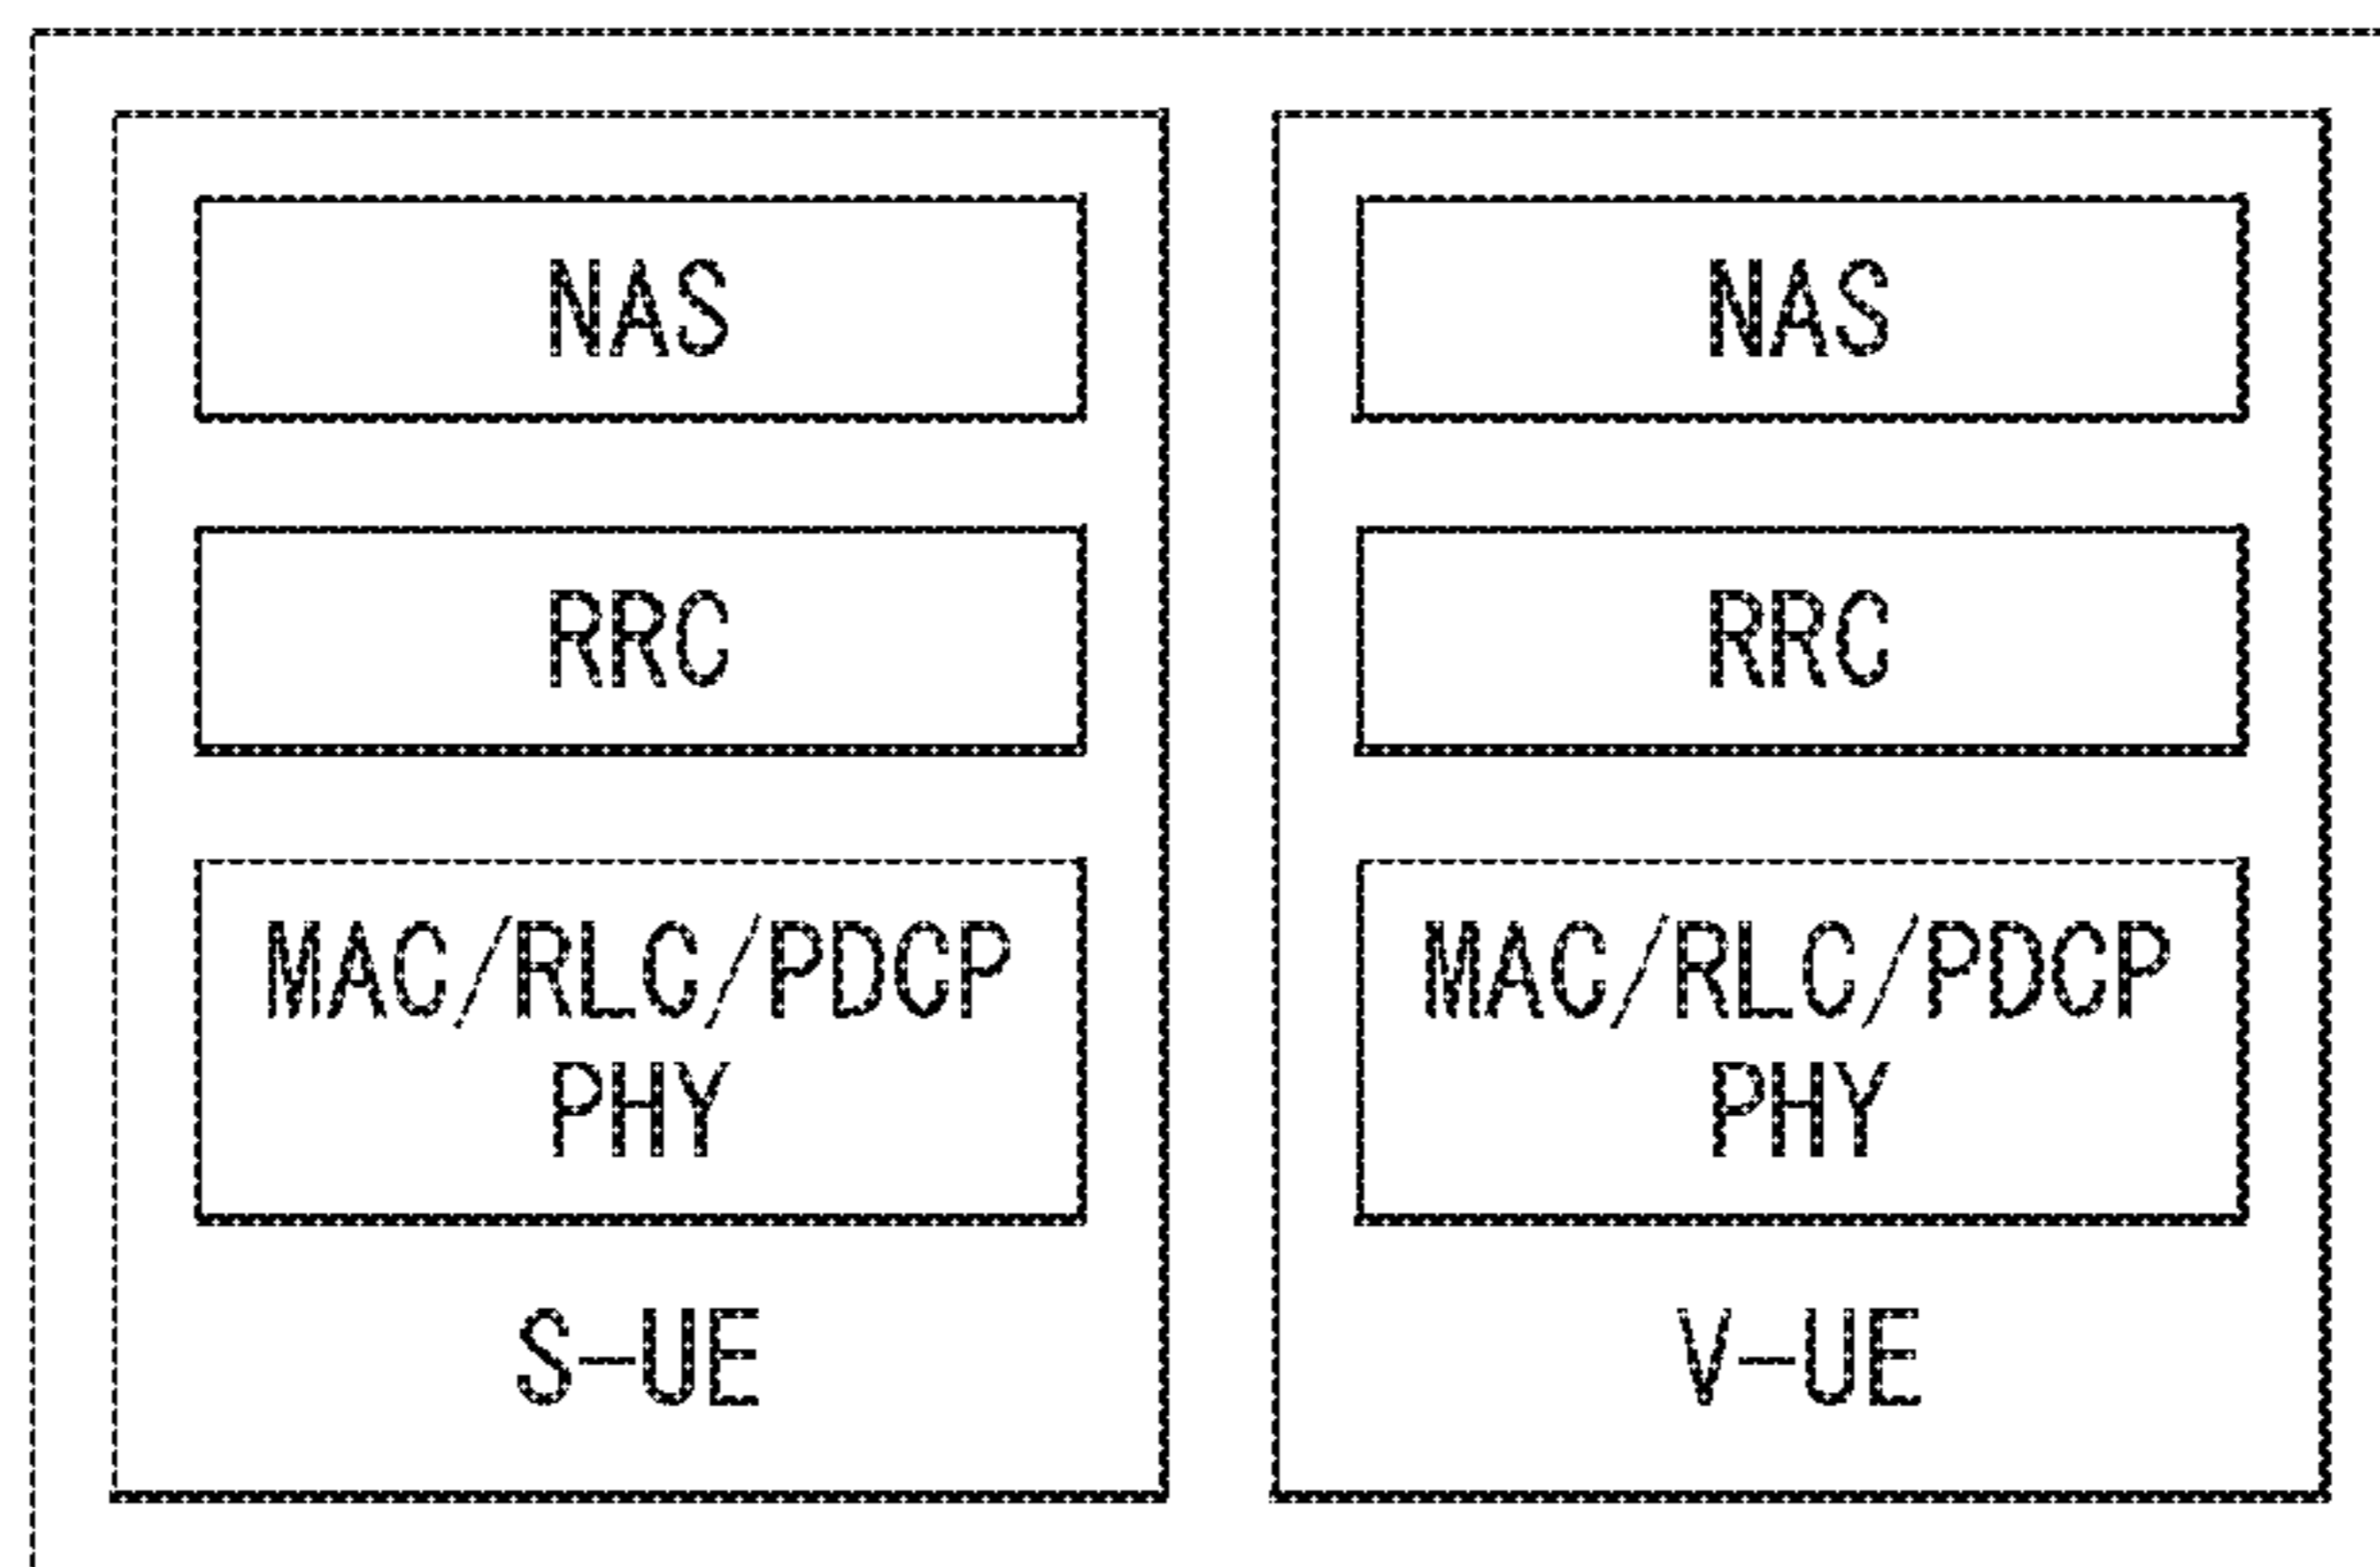 NAS
RRC
MAC/RLC/PDCP
PHY
S-UE
NAS
RRC
MAC/RLC/PDCP
PHY
V-UE